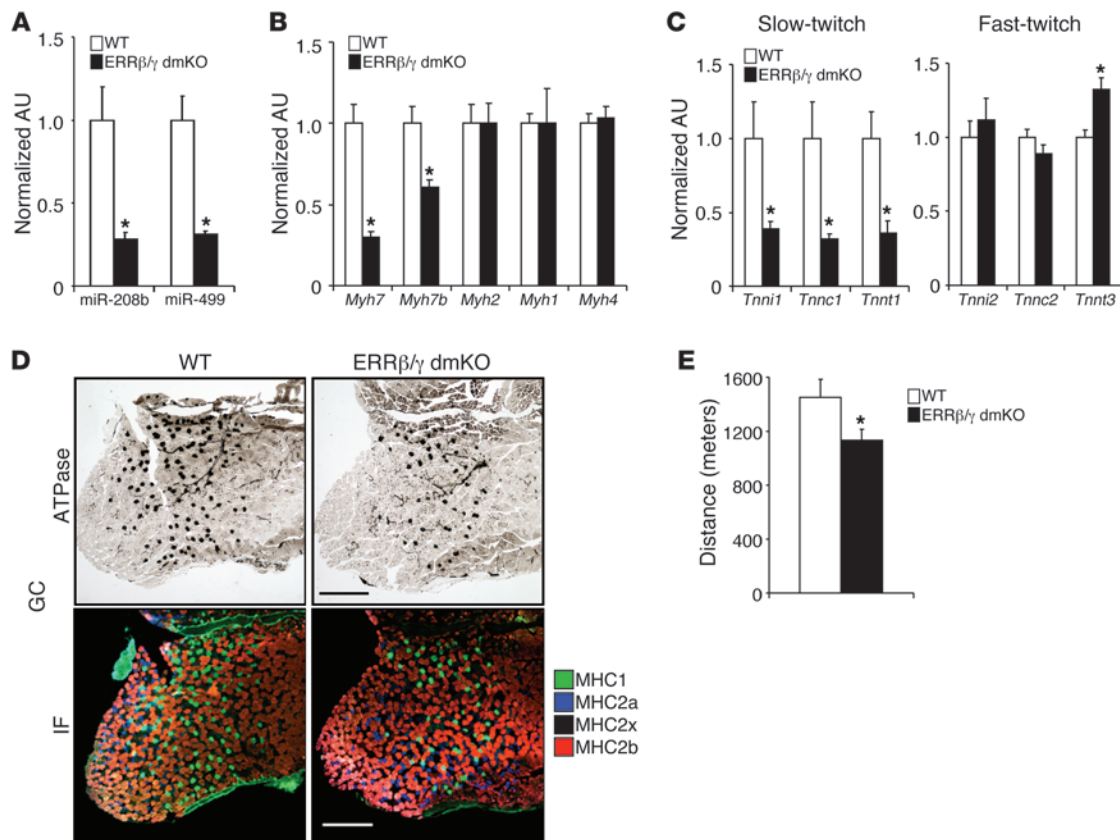 A
Normalized AU
1.5
1.0
0.5
0
WT
ERRβ/γ dmKO
*
*
miR-208b
miR-499
B
Normalized AU
1.5
1.0
0.5
0
WT
ERRβ/γ dmKO
*
*
Myh7
Myh7b
Myh2
Myh1
Myh4
C
Slow-twitch
Normalized AU
1.5
1.0
0.5
0
WT
ERRβ/γ dmKO
*
*
*
Tnni1
Tnnc1
Tnnt1
Fast-twitch
1.5
1.0
0.5
0
*
Tnni2
Tnnc2
Tnnt3
D
WT
ERRβ/γ dmKO
ATPase
GC
IF
MHC1
MHC2a
MHC2x
MHC2b
E
Distance (meters)
1600
1200
800
400
0
*
WT
ERRβ/γ dmKO